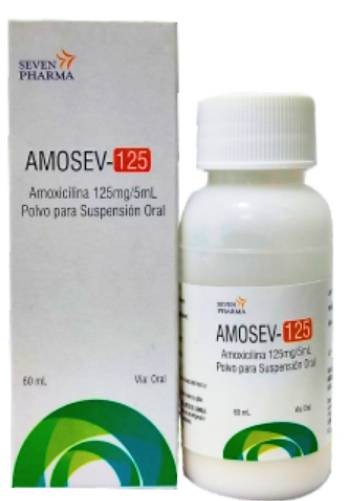 SEVEN
PHARMA
AMOSEV-125
Amoxicilina 125mg/5mL
Polvo para Suspensión Oral
60 mL
Vía: Oral
SEVEN
PHARMA
AMOSEV-125
Amoxicilina 125mg/5mL
Polvo para Suspensión Oral
60 mL
Vía: Oral